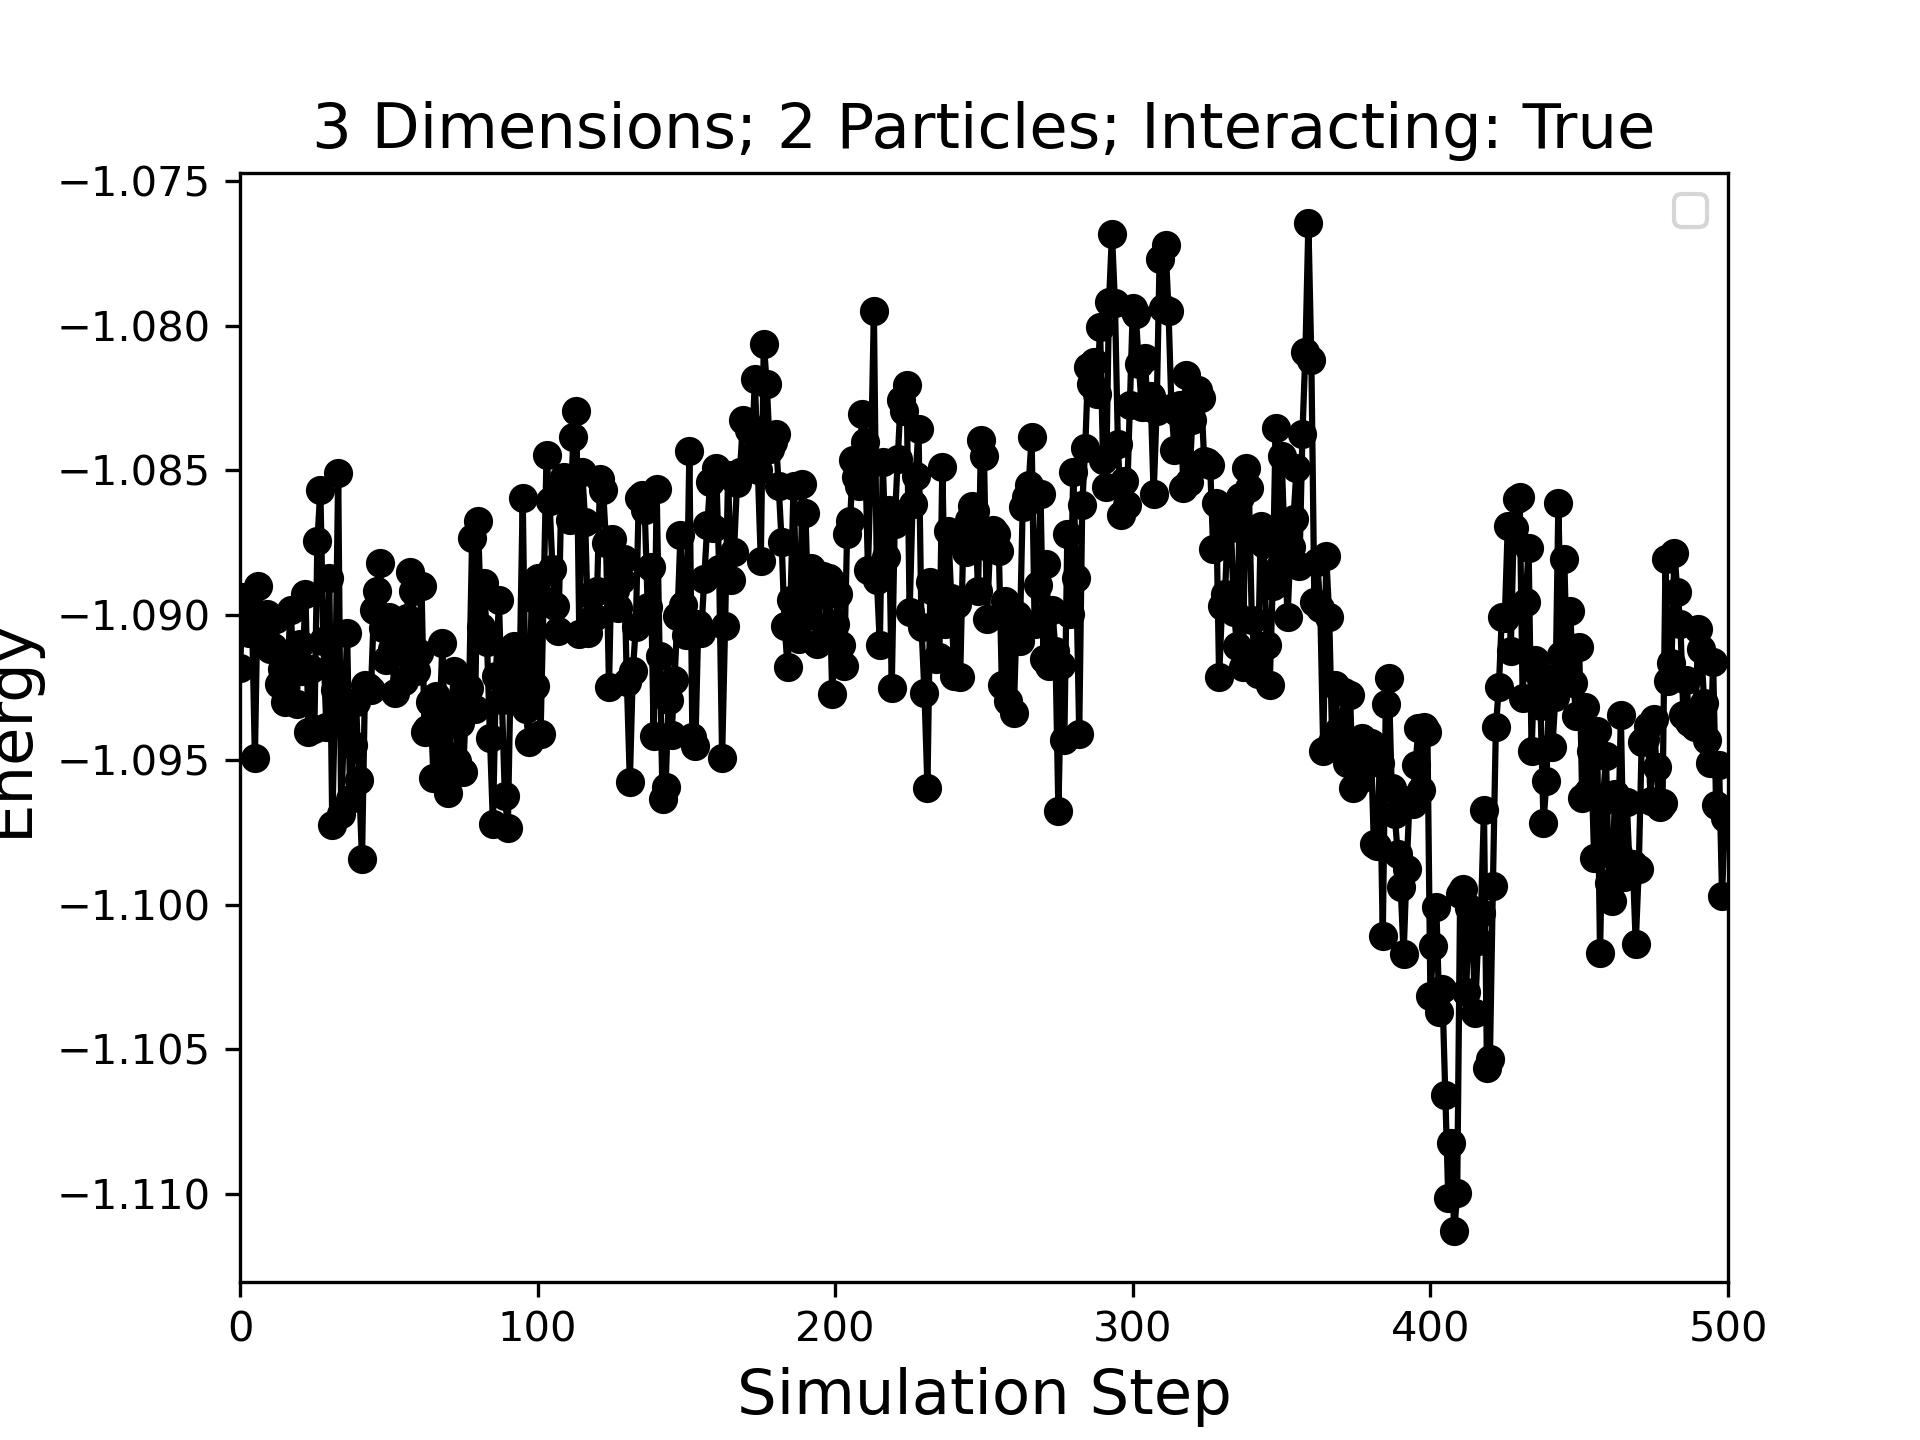 3 Dimensions; 2 Particles; Interacting: True
−1.075
−1.080
−1.085
−1.090
−1.095
−1.100
−1.105
−1.110
Energy
0 100 200 300 400 500
Simulation Step